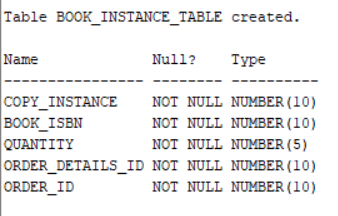 Table BOOK_INSTANCE_TABLE created.
Name Null? Type
---------------- -------- ----------
COPY_INSTANCE NOT NULL NUMBER(10)
BOOK_ISBN NOT NULL NUMBER(10)
QUANTITY NOT NULL NUMBER(5)
ORDER_DETAILS_ID NOT NULL NUMBER(10)
ORDER_ID NOT NULL NUMBER(10)